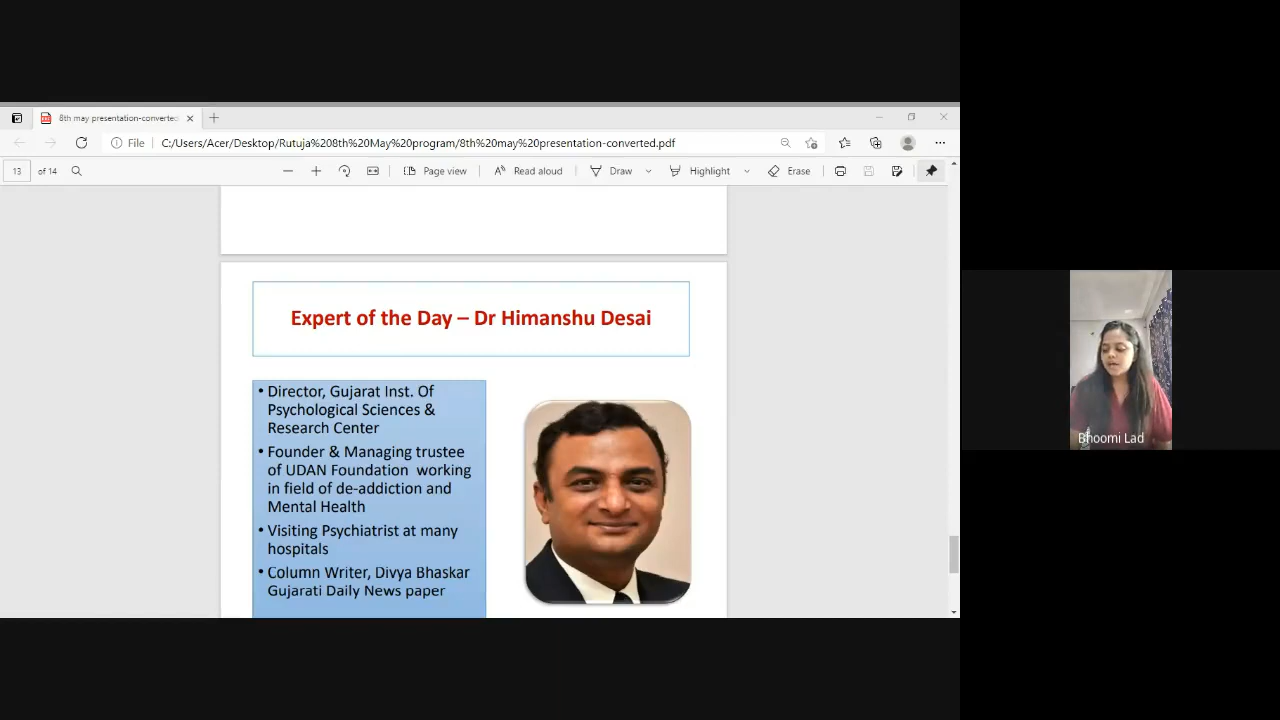 8th may presentation-converted
File
C:/Users/Acer/Desktop/Rutuja%208th%20May%20program/8th%20may%20presentation-converted.pdf
13 of 14
Page view
Read aloud
Draw
Highlight
Erase
Expert of the Day – Dr Himanshu Desai
• Director, Gujarat Inst. Of
Psychological Sciences &
Research Center
• Founder & Managing trustee
of UDAN Foundation working
in field of de-addiction and
Mental Health
• Visiting Psychiatrist at many
hospitals
• Column Writer, Divya Bhaskar
Gujarati Daily News paper
Bhoomi Lad